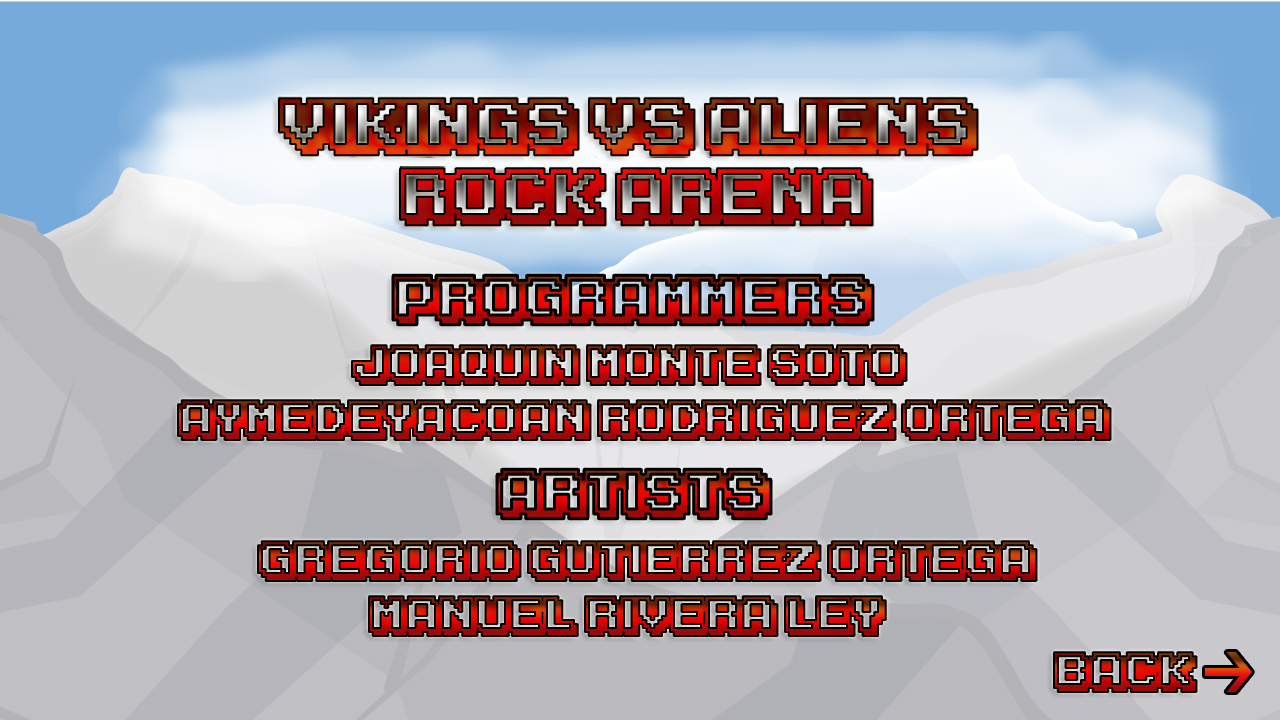 VIKINGS VS ALIENS
ROCK ARENA
PROGRAMMERS
JOAQUIN MONTE SOTO
AYMEDEYACOAN RODRIGUEZ ORTEGA
ARTISTS
GREGORIO GUTIERREZ ORTEGA
MANUEL RIVERA LEY
BACK